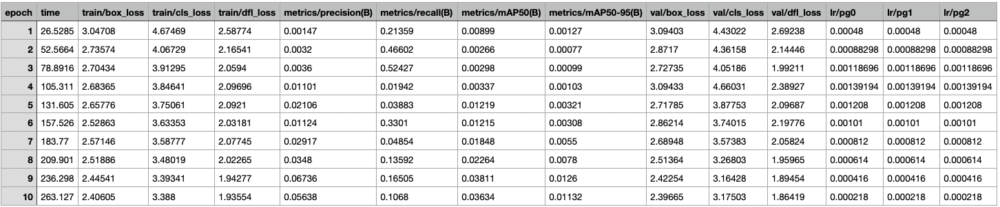 epoch time train/box_loss train/cls_loss train/dfl_loss metrics/precision(B) metrics/recall(B) metrics/mAP50(B) metrics/mAP50-95(B) val/box_loss val/cls_loss val/dfl_loss lr/pg0 lr/pg1 lr/pg2
1 26.5285 3.04708 4.67469 2.58774 0.00147 0.21359 0.00899 0.00127 3.09403 4.43022 2.69238 0.00048 0.00048 0.00048
2 52.5664 2.73574 4.06729 2.16541 0.0032 0.46602 0.00266 0.00077 2.8717 4.36158 2.14446 0.00088298 0.00088298 0.00088298
3 78.8916 2.70434 3.91295 2.0594 0.0036 0.52427 0.00298 0.00099 2.72735 4.05186 1.99211 0.00118696 0.00118696 0.00118696
4 105.311 2.68365 3.84641 2.09696 0.01101 0.01942 0.00337 0.00103 3.09433 4.66031 2.38927 0.00139194 0.00139194 0.00139194
5 131.605 2.65776 3.75061 2.0921 0.02106 0.03883 0.01219 0.00321 2.71785 3.87753 2.09687 0.001208 0.001208 0.001208
6 157.526 2.52863 3.63353 2.03181 0.01124 0.3301 0.01215 0.00308 2.86214 3.74015 2.19776 0.00101 0.00101 0.00101
7 183.77 2.57146 3.58777 2.07745 0.02917 0.04854 0.01848 0.0055 2.68948 3.57383 2.05824 0.000812 0.000812 0.000812
8 209.901 2.51886 3.48019 2.02265 0.0348 0.13592 0.02264 0.0078 2.51364 3.26803 1.95965 0.000614 0.000614 0.000614
9 236.298 2.44541 3.39341 1.94277 0.06736 0.16505 0.03811 0.0126 2.42254 3.16428 1.89454 0.000416 0.000416 0.000416
10 263.127 2.40605 3.388 1.93554 0.05638 0.1068 0.03634 0.01132 2.39665 3.17503 1.86419 0.000218 0.000218 0.000218